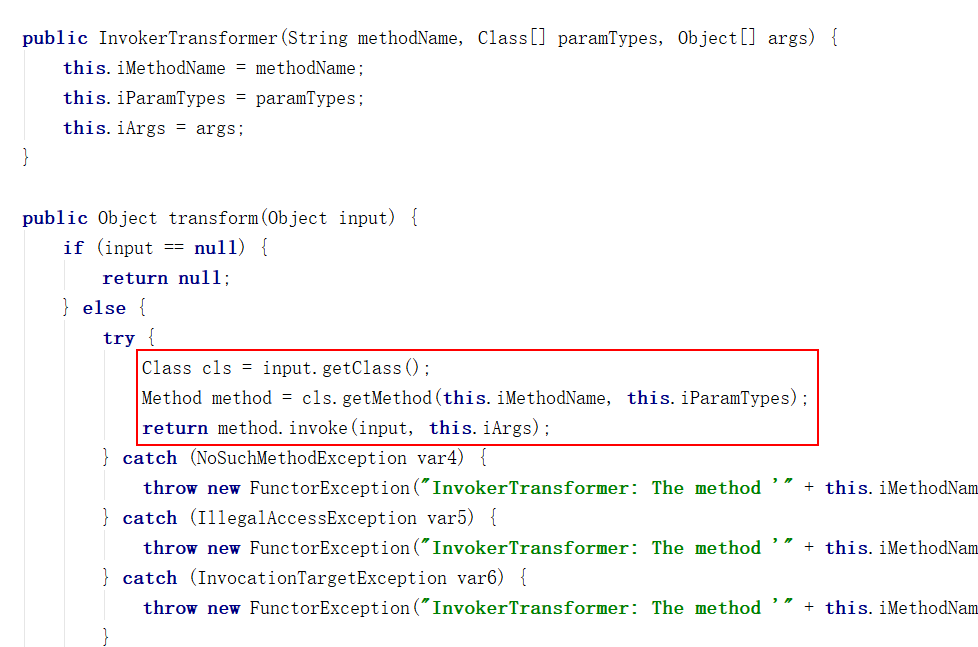 public InvokerTransformer(String methodName, Class[] paramTypes, Object[] args) {
    this.iMethodName = methodName;
    this.iParamTypes = paramTypes;
    this.iArgs = args;
}

public Object transform(Object input) {
    if (input == null) {
        return null;
    } else {
        try {
            Class cls = input.getClass();
            Method method = cls.getMethod(this.iMethodName, this.iParamTypes);
            return method.invoke(input, this.iArgs);
        } catch (NoSuchMethodException var4) {
            throw new FunctorException("InvokerTransformer: The method '" + this.iMethodNam
        } catch (IllegalAccessException var5) {
            throw new FunctorException("InvokerTransformer: The method '" + this.iMethodNam
        } catch (InvocationTargetException var6) {
            throw new FunctorException("InvokerTransformer: The method '" + this.iMethodNam
        }